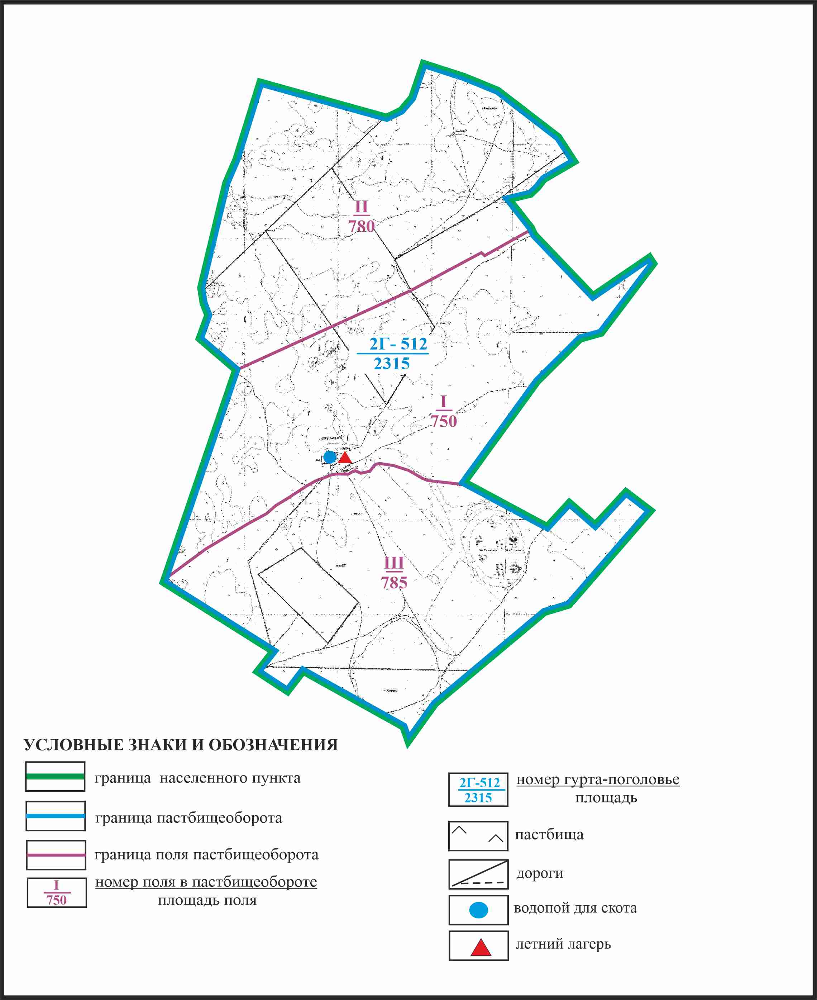 II
780
2Г- 512
2315
I
750
III
785
УСЛОВНЫЕ ЗНАКИ И ОБОЗНАЧЕНИЯ
граница населенного пункта
граница пастбищеоборота
граница поля пастбищеоборота
I
750
номер поля в пастбищеобороте
площадь поля
2Г-512
2315
номер гурта-поголовье
площадь
пастбища
дороги
водопой для скота
летний лагерь